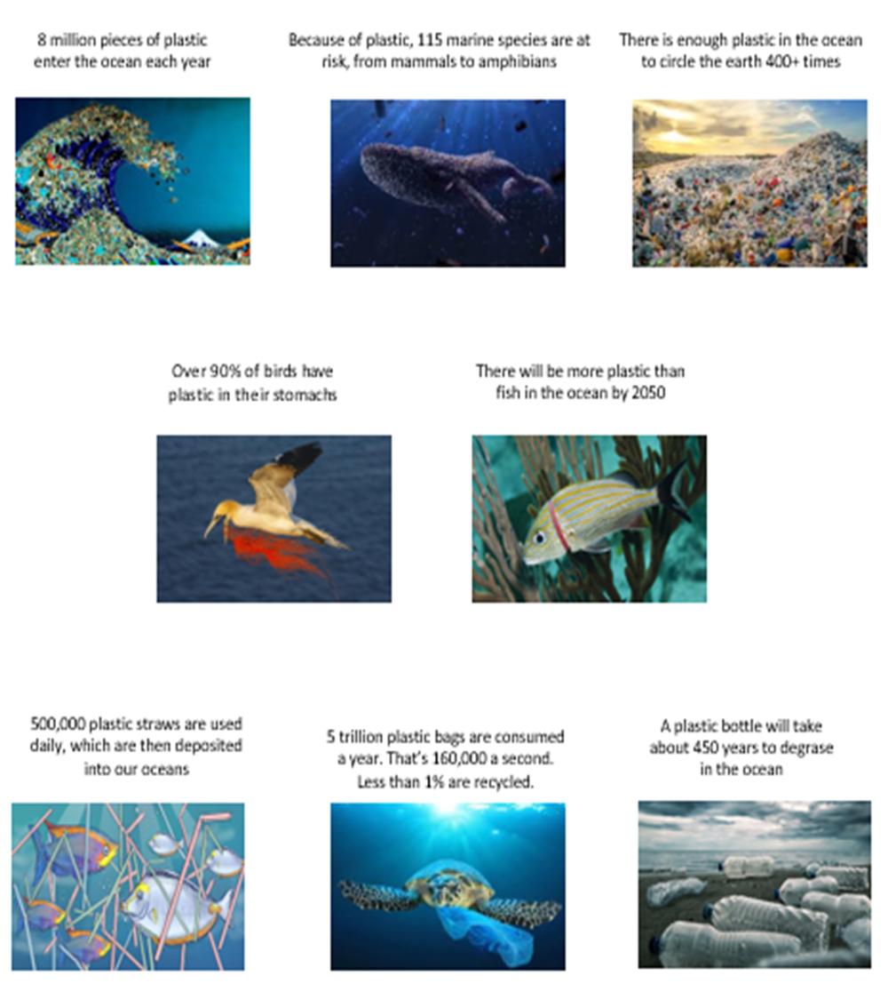 8 million pieces of plastic
enter the ocean each year
Because of plastic, 115 marine species are at
risk, from mammals to amphibians
There is enough plastic in the ocean
to circle the earth 400+ times
Over 90% of birds have
plastic in their stomachs
There will be more plastic than
fish in the ocean by 2050
500,000 plastic straws are used
daily, which are then deposited
into our oceans
5 trillion plastic bags are consumed
a year. That's 160,000 a second.
Less than 1% are recycled.
A plastic bottle will take
about 450 years to degrase
in the ocean